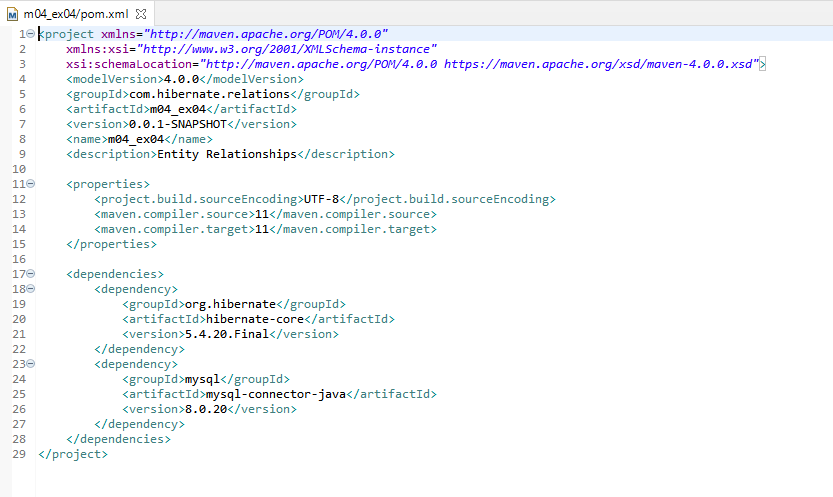 m04_ex04/pom.xml
1 <project xmlns="http://maven.apache.org/POM/4.0.0"
2     xmlns:xsi="http://www.w3.org/2001/XMLSchema-instance"
3     xsi:schemaLocation="http://maven.apache.org/POM/4.0.0 https://maven.apache.org/xsd/maven-4.0.0.xsd">
4     <modelVersion>4.0.0</modelVersion>
5     <groupId>com.hibernate.relations</groupId>
6     <artifactId>m04_ex04</artifactId>
7     <version>0.0.1-SNAPSHOT</version>
8     <name>m04_ex04</name>
9     <description>Entity Relationships</description>
10
11     <properties>
12         <project.build.sourceEncoding>UTF-8</project.build.sourceEncoding>
13         <maven.compiler.source>11</maven.compiler.source>
14         <maven.compiler.target>11</maven.compiler.target>
15     </properties>
16
17     <dependencies>
18         <dependency>
19             <groupId>org.hibernate</groupId>
20             <artifactId>hibernate-core</artifactId>
21             <version>5.4.20.Final</version>
22         </dependency>
23         <dependency>
24             <groupId>mysql</groupId>
25             <artifactId>mysql-connector-java</artifactId>
26             <version>8.0.20</version>
27         </dependency>
28     </dependencies>
29 </project>